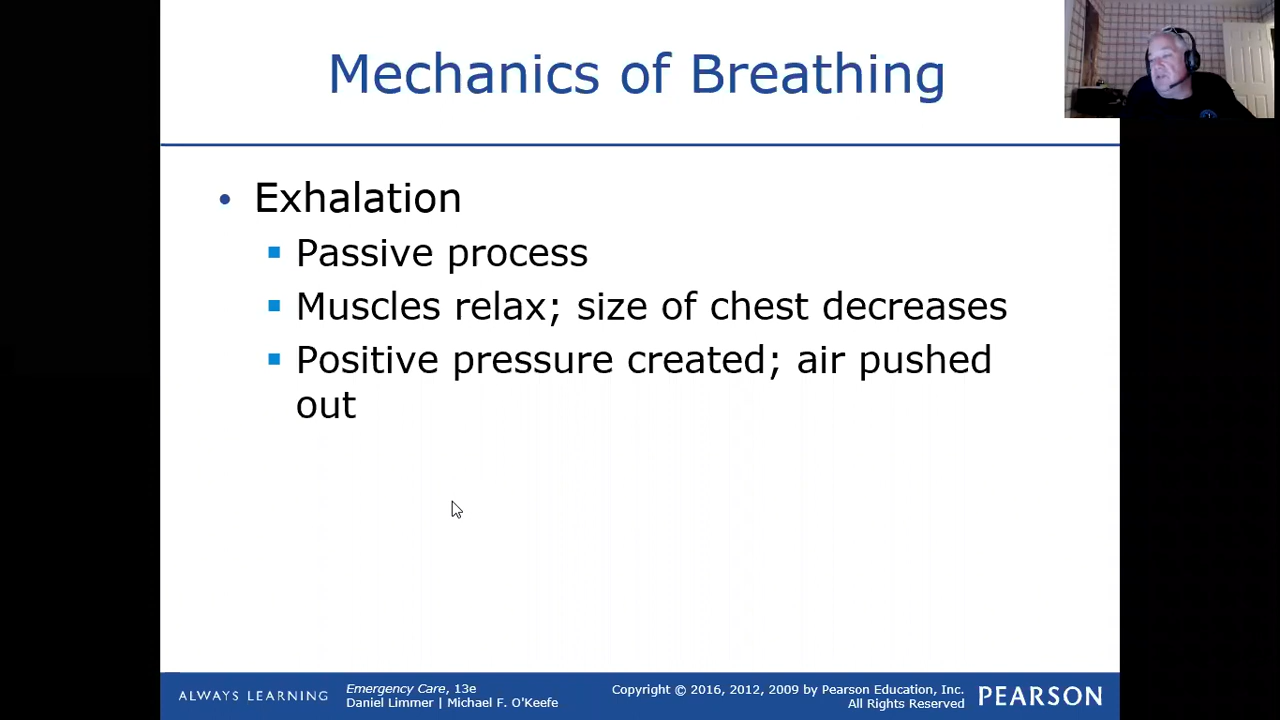 Mechanics of Breathing
• Exhalation
▪ Passive process
▪ Muscles relax; size of chest decreases
▪ Positive pressure created; air pushed
out
ALWAYS LEARNING
Emergency Care, 13e
Daniel Limmer | Michael F. O'Keefe
Copyright © 2016, 2012, 2009 by Pearson Education, Inc.
All Rights Reserved
PEARSON